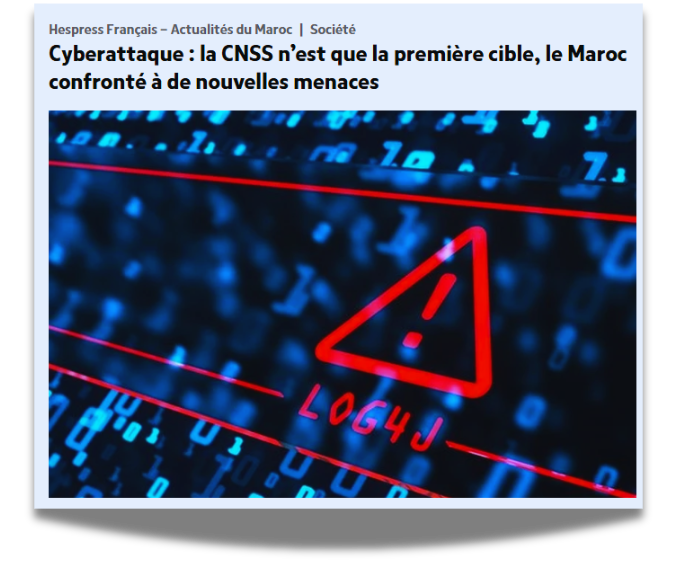 Hespress Français – Actualités du Maroc | Société
Cyberattaque : la CNSS n’est que la première cible, le Maroc
confronté à de nouvelles menaces
LOG4J